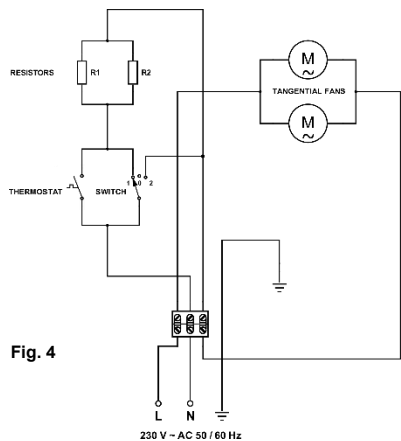 M
~
RESISTORS
R1
R2
TANGENTIAL FANS
M
~
THERMOSTAT
SWITCH
1 0 2
Fig. 4
L
N
230 V ~ AC 50 / 60 Hz